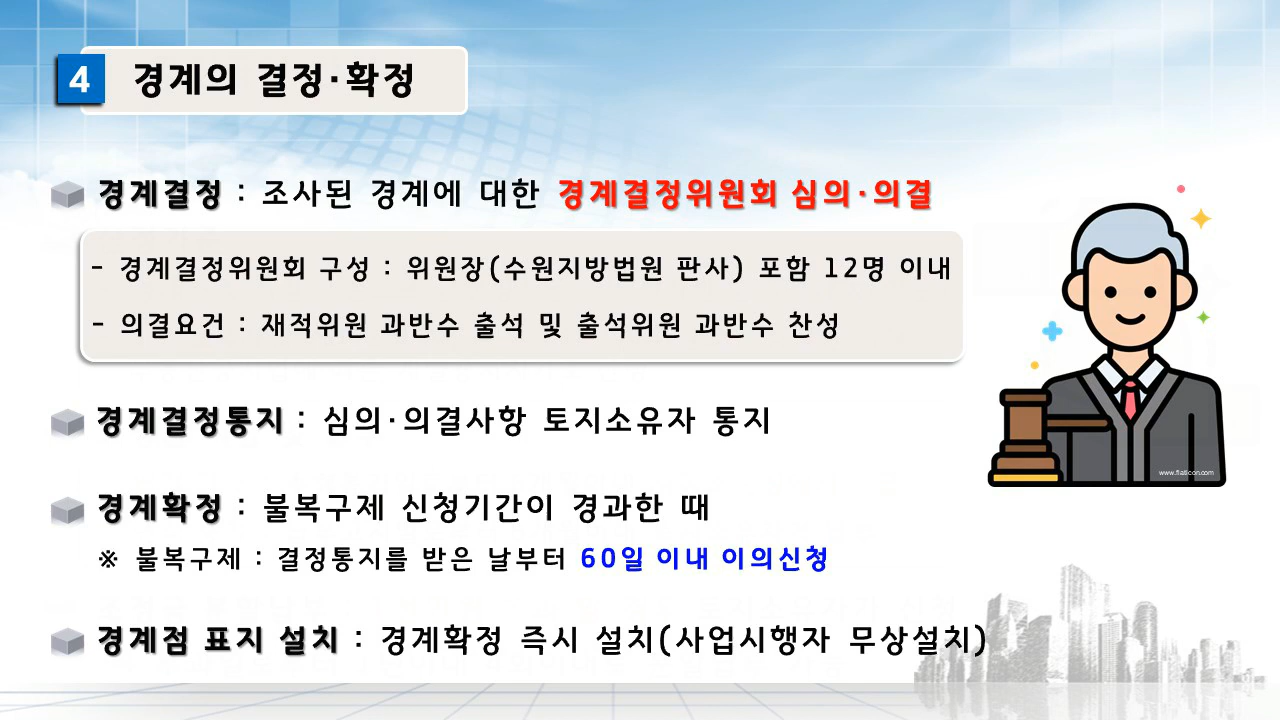 4 경계의 결정·확정
경계결정 : 조사된 경계에 대한 경계결정위원회 심의·의결
- 경계결정위원회 구성 : 위원장(수원지방법원 판사) 포함 12명 이내
- 의결요건 : 재적위원 과반수 출석 및 출석위원 과반수 찬성
경계결정통지 : 심의·의결사항 토지소유자 통지
경계확정 : 불복구제 신청기간이 경과한 때
※ 불복구제 : 결정통지를 받은 날부터 60일 이내 이의신청
경계점 표지 설치 : 경계확정 즉시 설치(사업시행자 무상설치)
www.flaticon.com